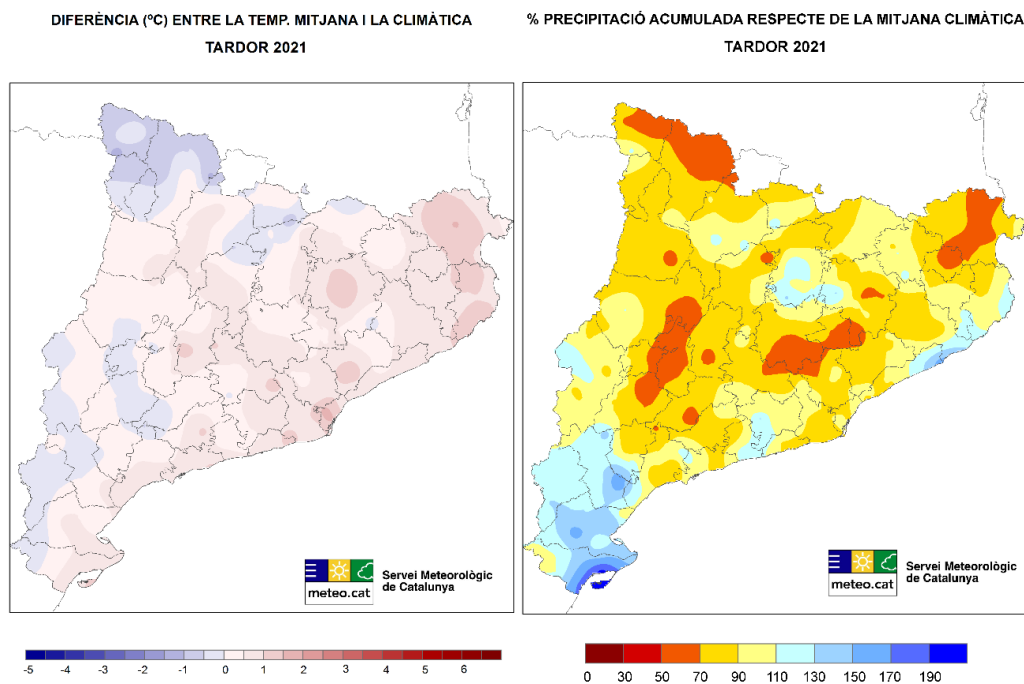 DIFERÈNCIA (ºC) ENTRE LA TEMP. MITJANA I LA CLIMÀTICA
TARDOR 2021
% PRECIPITACIÓ ACUMULADA RESPECTE DE LA MITJANA CLIMÀTICA
TARDOR 2021
meteo.cat
Servei Meteorològic
de Catalunya
meteo.cat
Servei Meteorològic
de Catalunya
-5 -4 -3 -2 -1 0 1 2 3 4 5 6
0 30 50 70 90 110 130 150 170 190